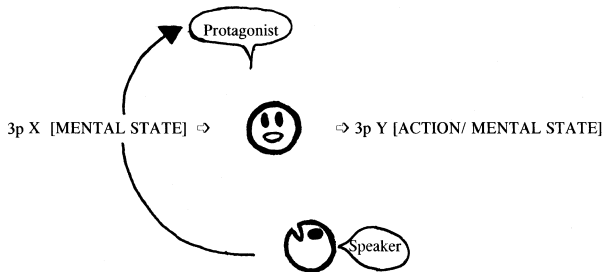 Protagonist
3p X [MENTAL STATE] ⇨ ⇨ 3p Y [ACTION/ MENTAL STATE]
Speaker